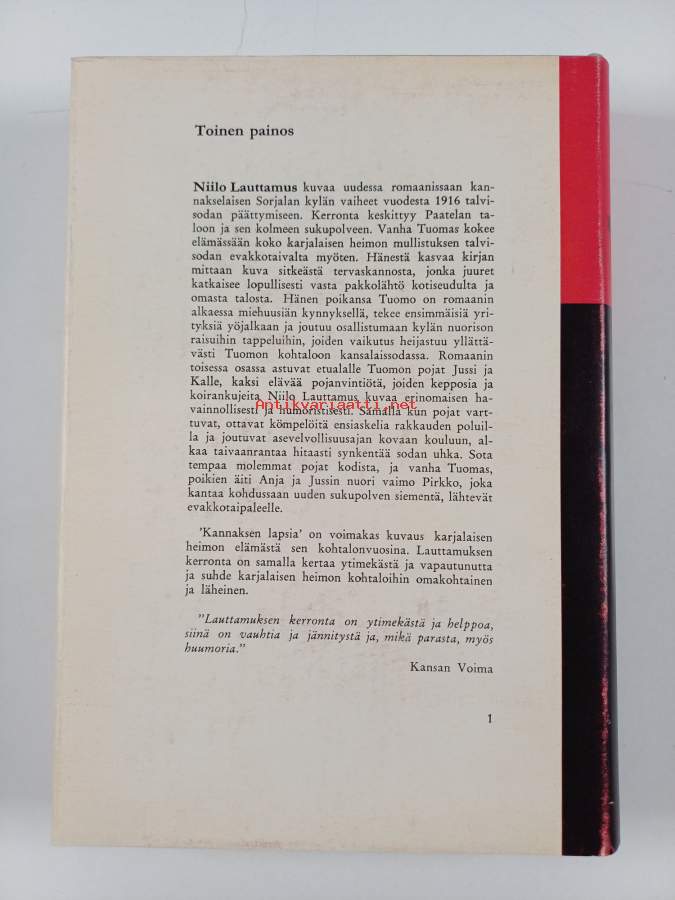 Toinen painos
Niilo Lauttamus kuvaa uudessa romaanissaan kan-
nakselaisen Sorjalan kylän vaiheet vuodesta 1916 talvi-
sodan päättymiseen. Kerronta keskittyy Paatelan ta-
loon ja sen kolmeen sukupolveen. Vanha Tuomas kokee
elämässään koko karjalaisen heimon mullistuksen talvi-
sodan evakkotaivalta myöten. Hänestä kasvaa kirjan
mittaan kuva sitkeästä tervaskannosta, jonka juuret
katkaisee lopullisesti vasta pakkolähtö kotiseudulta ja
omasta talosta. Hänen poikansa Tuomo on romaanin
alkaessa miehuusiän kynnyksellä, tekee ensimmäisiä yri-
tyksiä yöjalkaan ja joutuu osallistumaan kylän nuorison
raisuihin tappeluihin, joiden vaikutus heijastuu yllättä-
västi Tuomon kohtaloon kansalaissodassa. Romaanin
toisessa osassa astuvat etualalle Tuomon pojat Jussi ja
Kalle, kaksi elävää pojanvintiötä, joiden kepposia ja
koirankujeita Niilo Lauttamus kuvaa erinomaisen ha-
vainnollisesti ja humoristisesti. Samalla kun pojat vart-
Antikvariaatti.net
tuvat, ottavat kömpelöitä ensiaskelia rakkauden poluil-
la ja joutuvat asevelvollisuusajan kovaan kouluun, al-
kaa taivaanrantaa hitaasti synkentää sodan uhka. Sota
tempaa molemmat pojat kodista, ja vanha Tuomas,
poikien äiti Anja ja Jussin nuori vaimo Pirkko, joka
kantaa kohdussaan uuden sukupolven siementä, lähtevät
evakkotaipaleelle.
'Kannaksen lapsia' on voimakas kuvaus karjalaisen
heimon elämästä sen kohtalonvuosina. Lauttamuksen
kerronta on samalla kertaa ytimekästä ja vapautunutta
ja suhde karjalaisen heimon kohtaloihin omakohtainen
ja läheinen.
"Lauttamuksen kerronta on ytimekästä ja helppoa,
siinä on vauhtia ja jännitystä ja, mikä parasta, myös
huumoria."
Kansan Voima
1